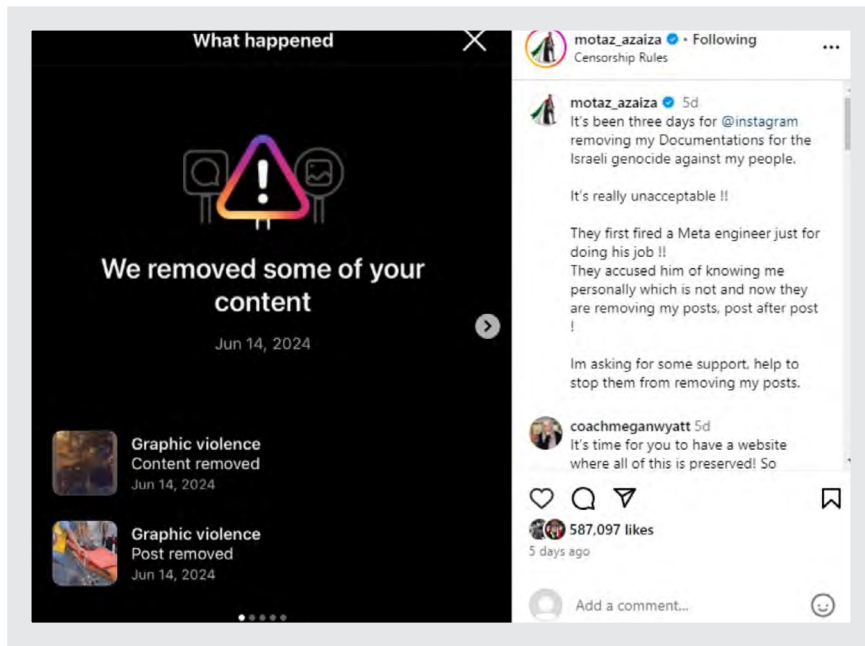 What happened
We removed some of your
content
Jun 14, 2024
Graphic violence
Content removed
Jun 14, 2024
Graphic violence
Post removed
Jun 14, 2024
motaz_azaiza • Following
Censorship Rules
motaz_azaiza 5d
It's been three days for @instagram
removing my Documentations for the
Israeli genocide against my people.
It's really unacceptable !!
They first fired a Meta engineer just for
doing his job !!
They accused him of knowing me
personally which is not and now they
are removing my posts, post after post
!
Im asking for some support, help to
stop them from removing my posts.
coachmeganwyatt 5d
It's time for you to have a website
where all of this is preserved! So
587,097 likes
5 days ago
Add a comment...